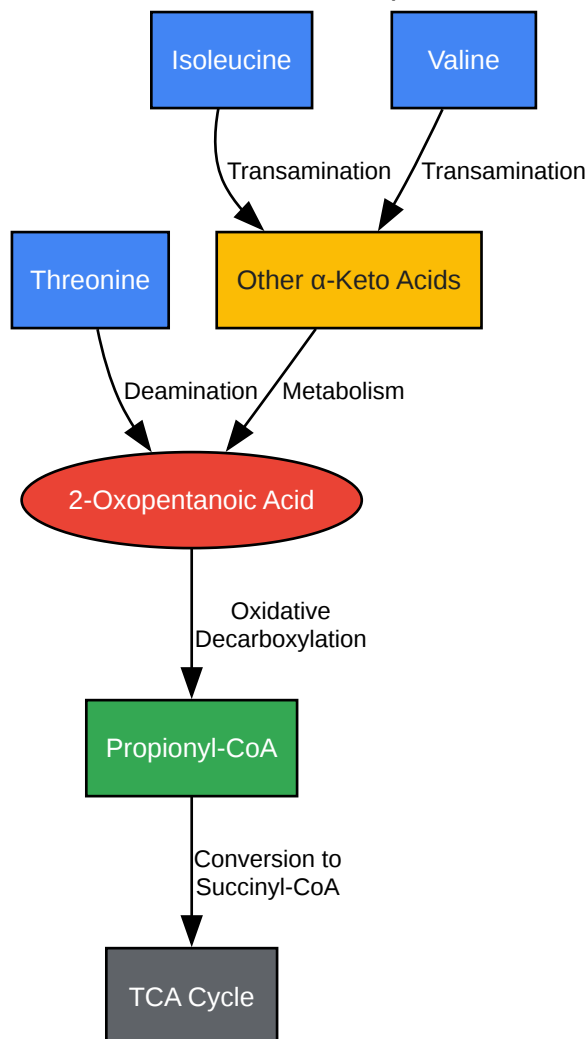 Isoleucine
Valine
Transamination
Transamination
Threonine
Other α-Keto Acids
Deamination
Metabolism
2-Oxopentanoic Acid
Oxidative
Decarboxylation
Propionyl-CoA
Conversion to
Succinyl-CoA
TCA Cycle